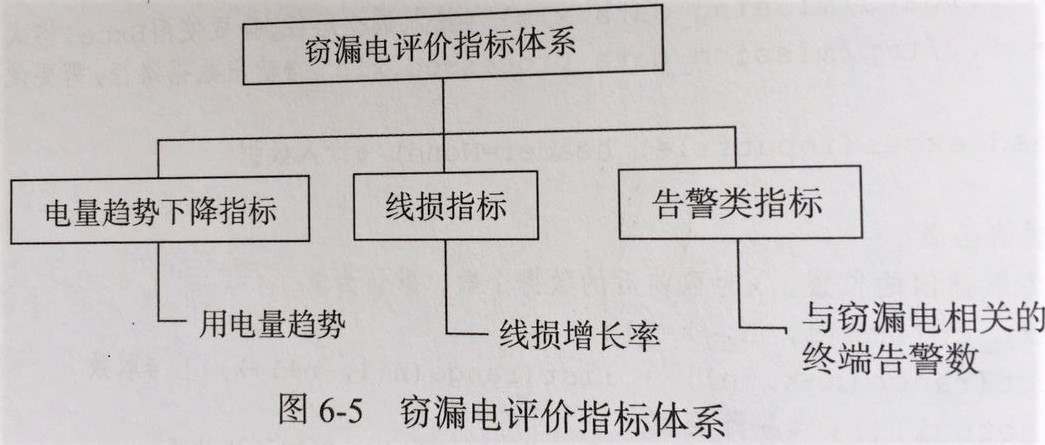 窃漏电评价指标体系
电量趋势下降指标
线损指标
告警类指标
用电量趋势
线损增长率
与窃漏电相关的
终端告警数
图 6-5 窃漏电评价指标体系